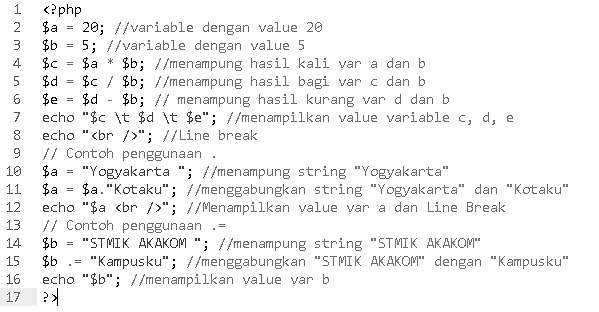 1 <?php
2 $a = 20; //variable dengan value 20
3 $b = 5; //variable dengan value 5
4 $c = $a * $b; //menampung hasil kali var a dan b
5 $d = $c / $b; //menampung hasil bagi var c dan b
6 $e = $d - $b; // menampung hasil kurang var d dan b
7 echo "$c \t $d \t $e"; //menampilkan value variable c, d, e
8 echo "<br />"; //Line break
9 // Contoh penggunaan .
10 $a = "Yogyakarta "; //menampung string "Yogyakarta"
11 $a = $a."Kotaku"; //menggabungkan string "Yogyakarta" dan "Kotaku"
12 echo "$a <br />"; //Menampilkan value var a dan Line Break
13 // Contoh penggunaan .=
14 $b = "STMIK AKAKOM "; //menampung string "STMIK AKAKOM"
15 $b .= "Kampusku"; //menggabungkan "STMIK AKAKOM" dengan "Kampusku"
16 echo "$b"; //menampilkan value var b
17 ?>